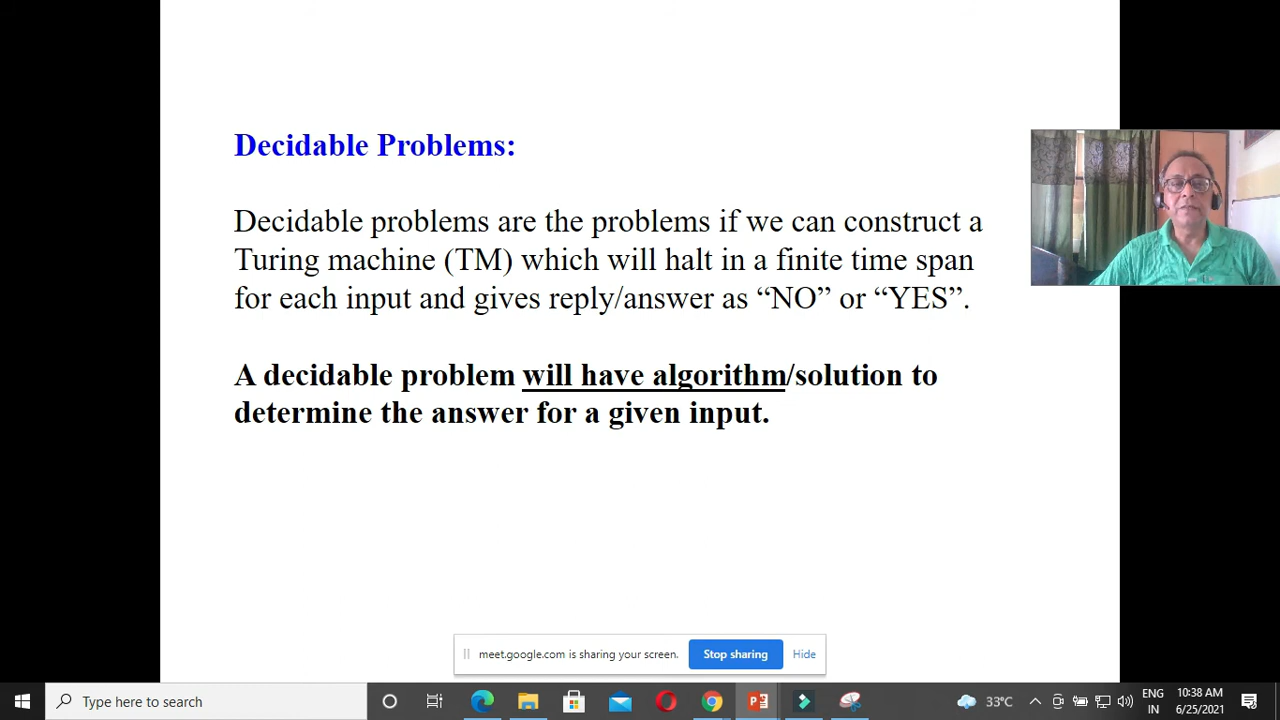 Decidable Problems:
Decidable problems are the problems if we can construct a
Turing machine (TM) which will halt in a finite time span
for each input and gives reply/answer as “NO” or “YES”.
A decidable problem will have algorithm/solution to
determine the answer for a given input.
meet.google.com is sharing your screen.
Stop sharing
Hide
Type here to search
33°C
ENG
IN
10:38 AM
6/25/2021